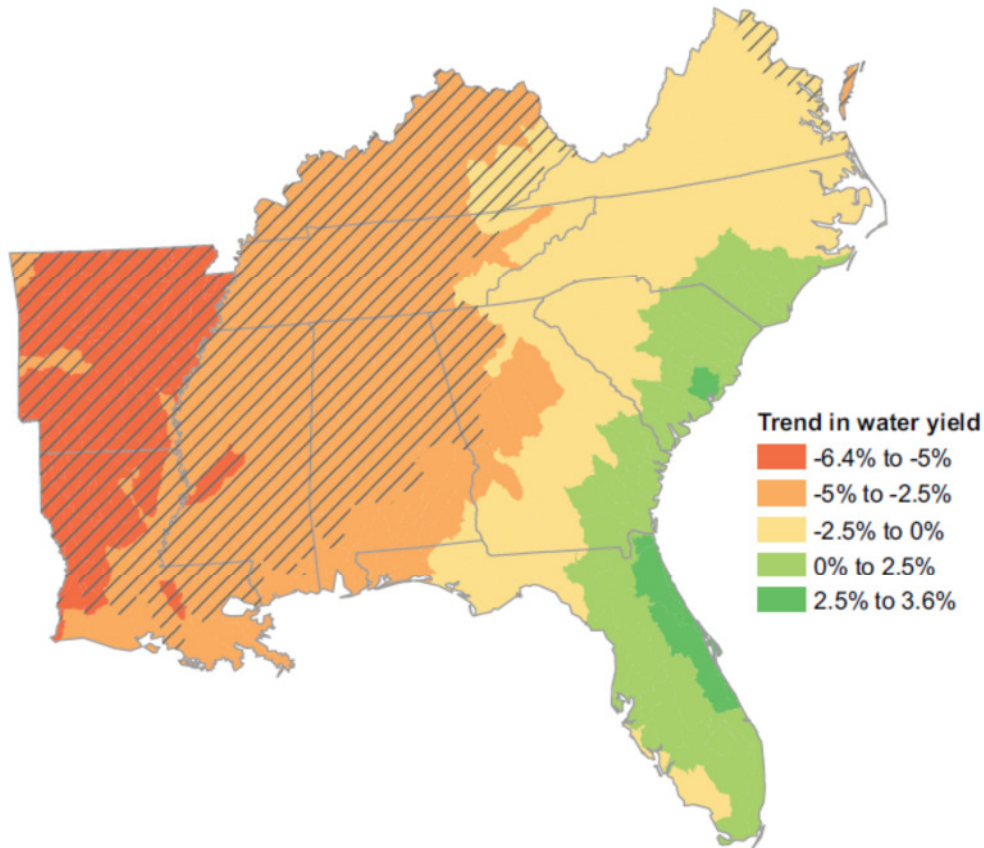 Trend in water yield
-6.4% to -5%
-5% to -2.5%
-2.5% to 0%
0% to 2.5%
2.5% to 3.6%